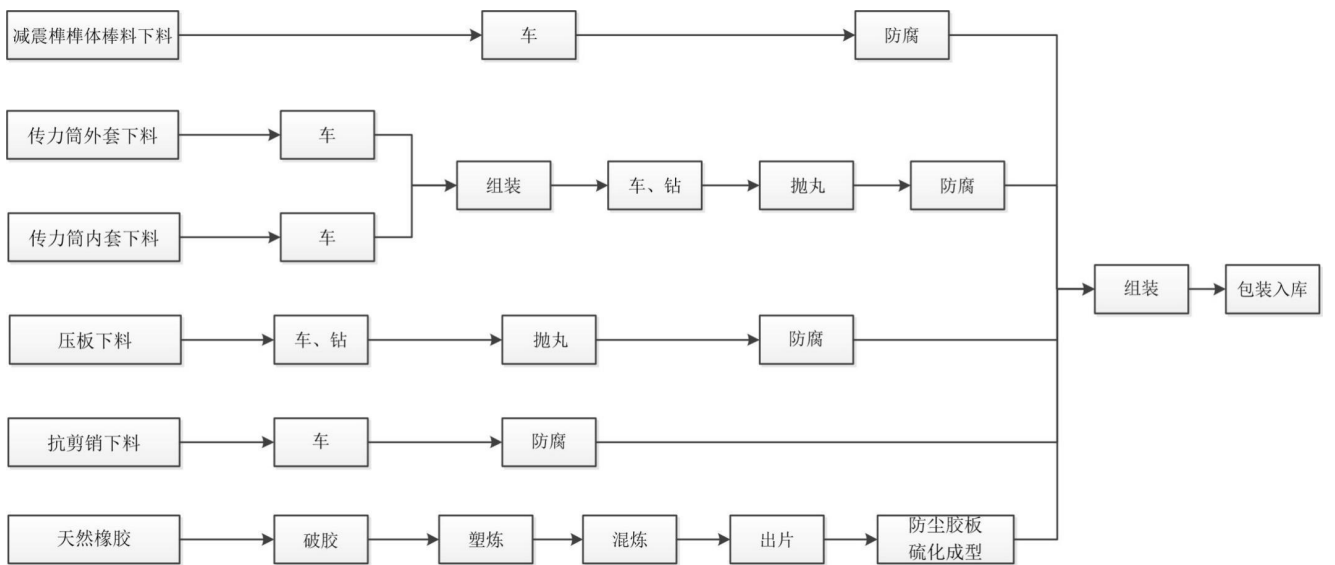 减震榫榫体棒料下料
车
防腐
传力筒外套下料
车
传力筒内套下料
车
组装
车、钻
抛丸
防腐
压板下料
车、钻
抛丸
防腐
抗剪销下料
车
防腐
天然橡胶
破胶
塑炼
混炼
出片
防尘胶板
硫化成型
组装
包装入库